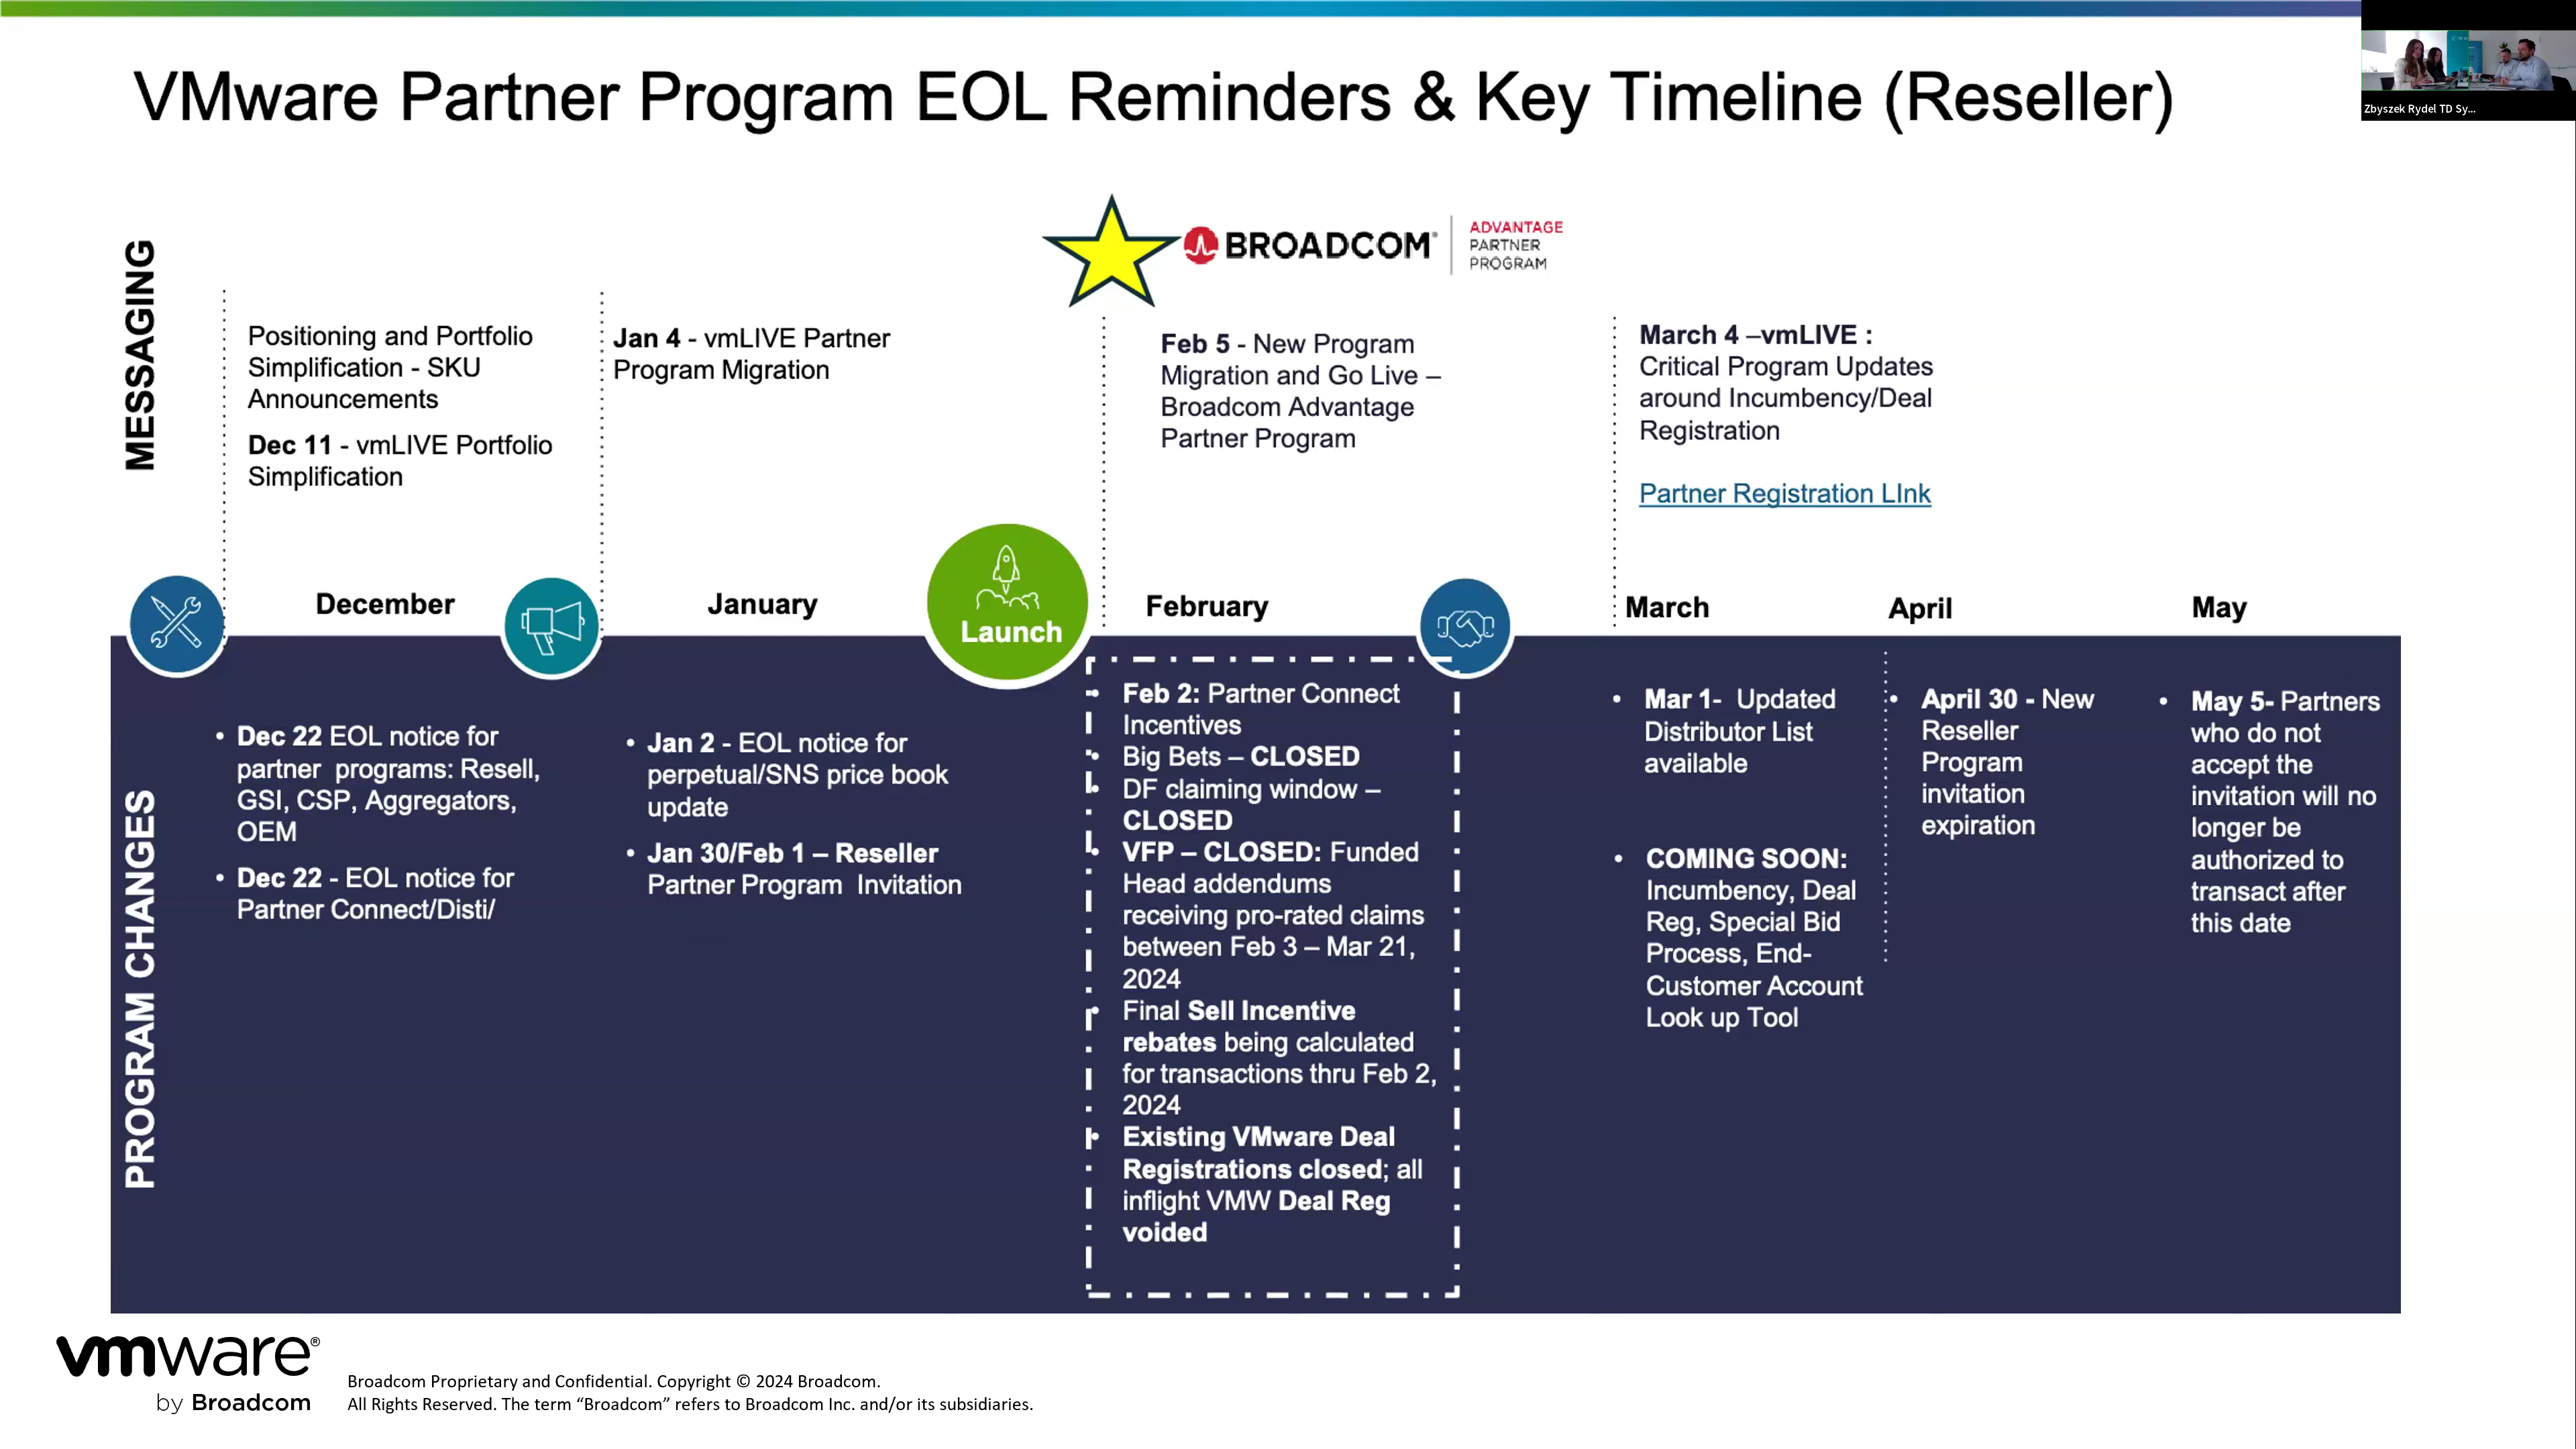 VMware Partner Program EOL Reminders & Key Timeline (Reseller)
Zbyszek Rydel TD Sy...
MESSAGING
BROADCOM®
ADVANTAGE
PARTNER
PROGRAM
Positioning and Portfolio
Simplification - SKU
Announcements
Dec 11 - vmLIVE Portfolio
Simplification
Jan 4 - vmLIVE Partner
Program Migration
Feb 5 - New Program
Migration and Go Live –
Broadcom Advantage
Partner Program
March 4 –vmLIVE :
Critical Program Updates
around Incumbency/Deal
Registration
Partner Registration LInk
December
January
Launch
February
March
April
May
PROGRAM CHANGES
• Dec 22 EOL notice for
partner programs: Resell,
GSI, CSP, Aggregators,
OEM
• Dec 22 - EOL notice for
Partner Connect/Disti/
• Jan 2 - EOL notice for
perpetual/SNS price book
update
• Jan 30/Feb 1 – Reseller
Partner Program Invitation
• Feb 2: Partner Connect
Incentives
• Big Bets – CLOSED
• DF claiming window –
CLOSED
• VFP – CLOSED: Funded
Head addendums
receiving pro-rated claims
between Feb 3 – Mar 21,
2024
• Final Sell Incentive
rebates being calculated
for transactions thru Feb 2,
2024
• Existing VMware Deal
Registrations closed; all
inflight VMW Deal Reg
voided
• Mar 1- Updated
Distributor List
available
• COMING SOON:
Incumbency, Deal
Reg, Special Bid
Process, End-
Customer Account
Look up Tool
• April 30 - New
Reseller
Program
invitation
expiration
• May 5- Partners
who do not
accept the
invitation will no
longer be
authorized to
transact after
this date
vmware®
by Broadcom
Broadcom Proprietary and Confidential. Copyright © 2024 Broadcom.
All Rights Reserved. The term “Broadcom” refers to Broadcom Inc. and/or its subsidiaries.